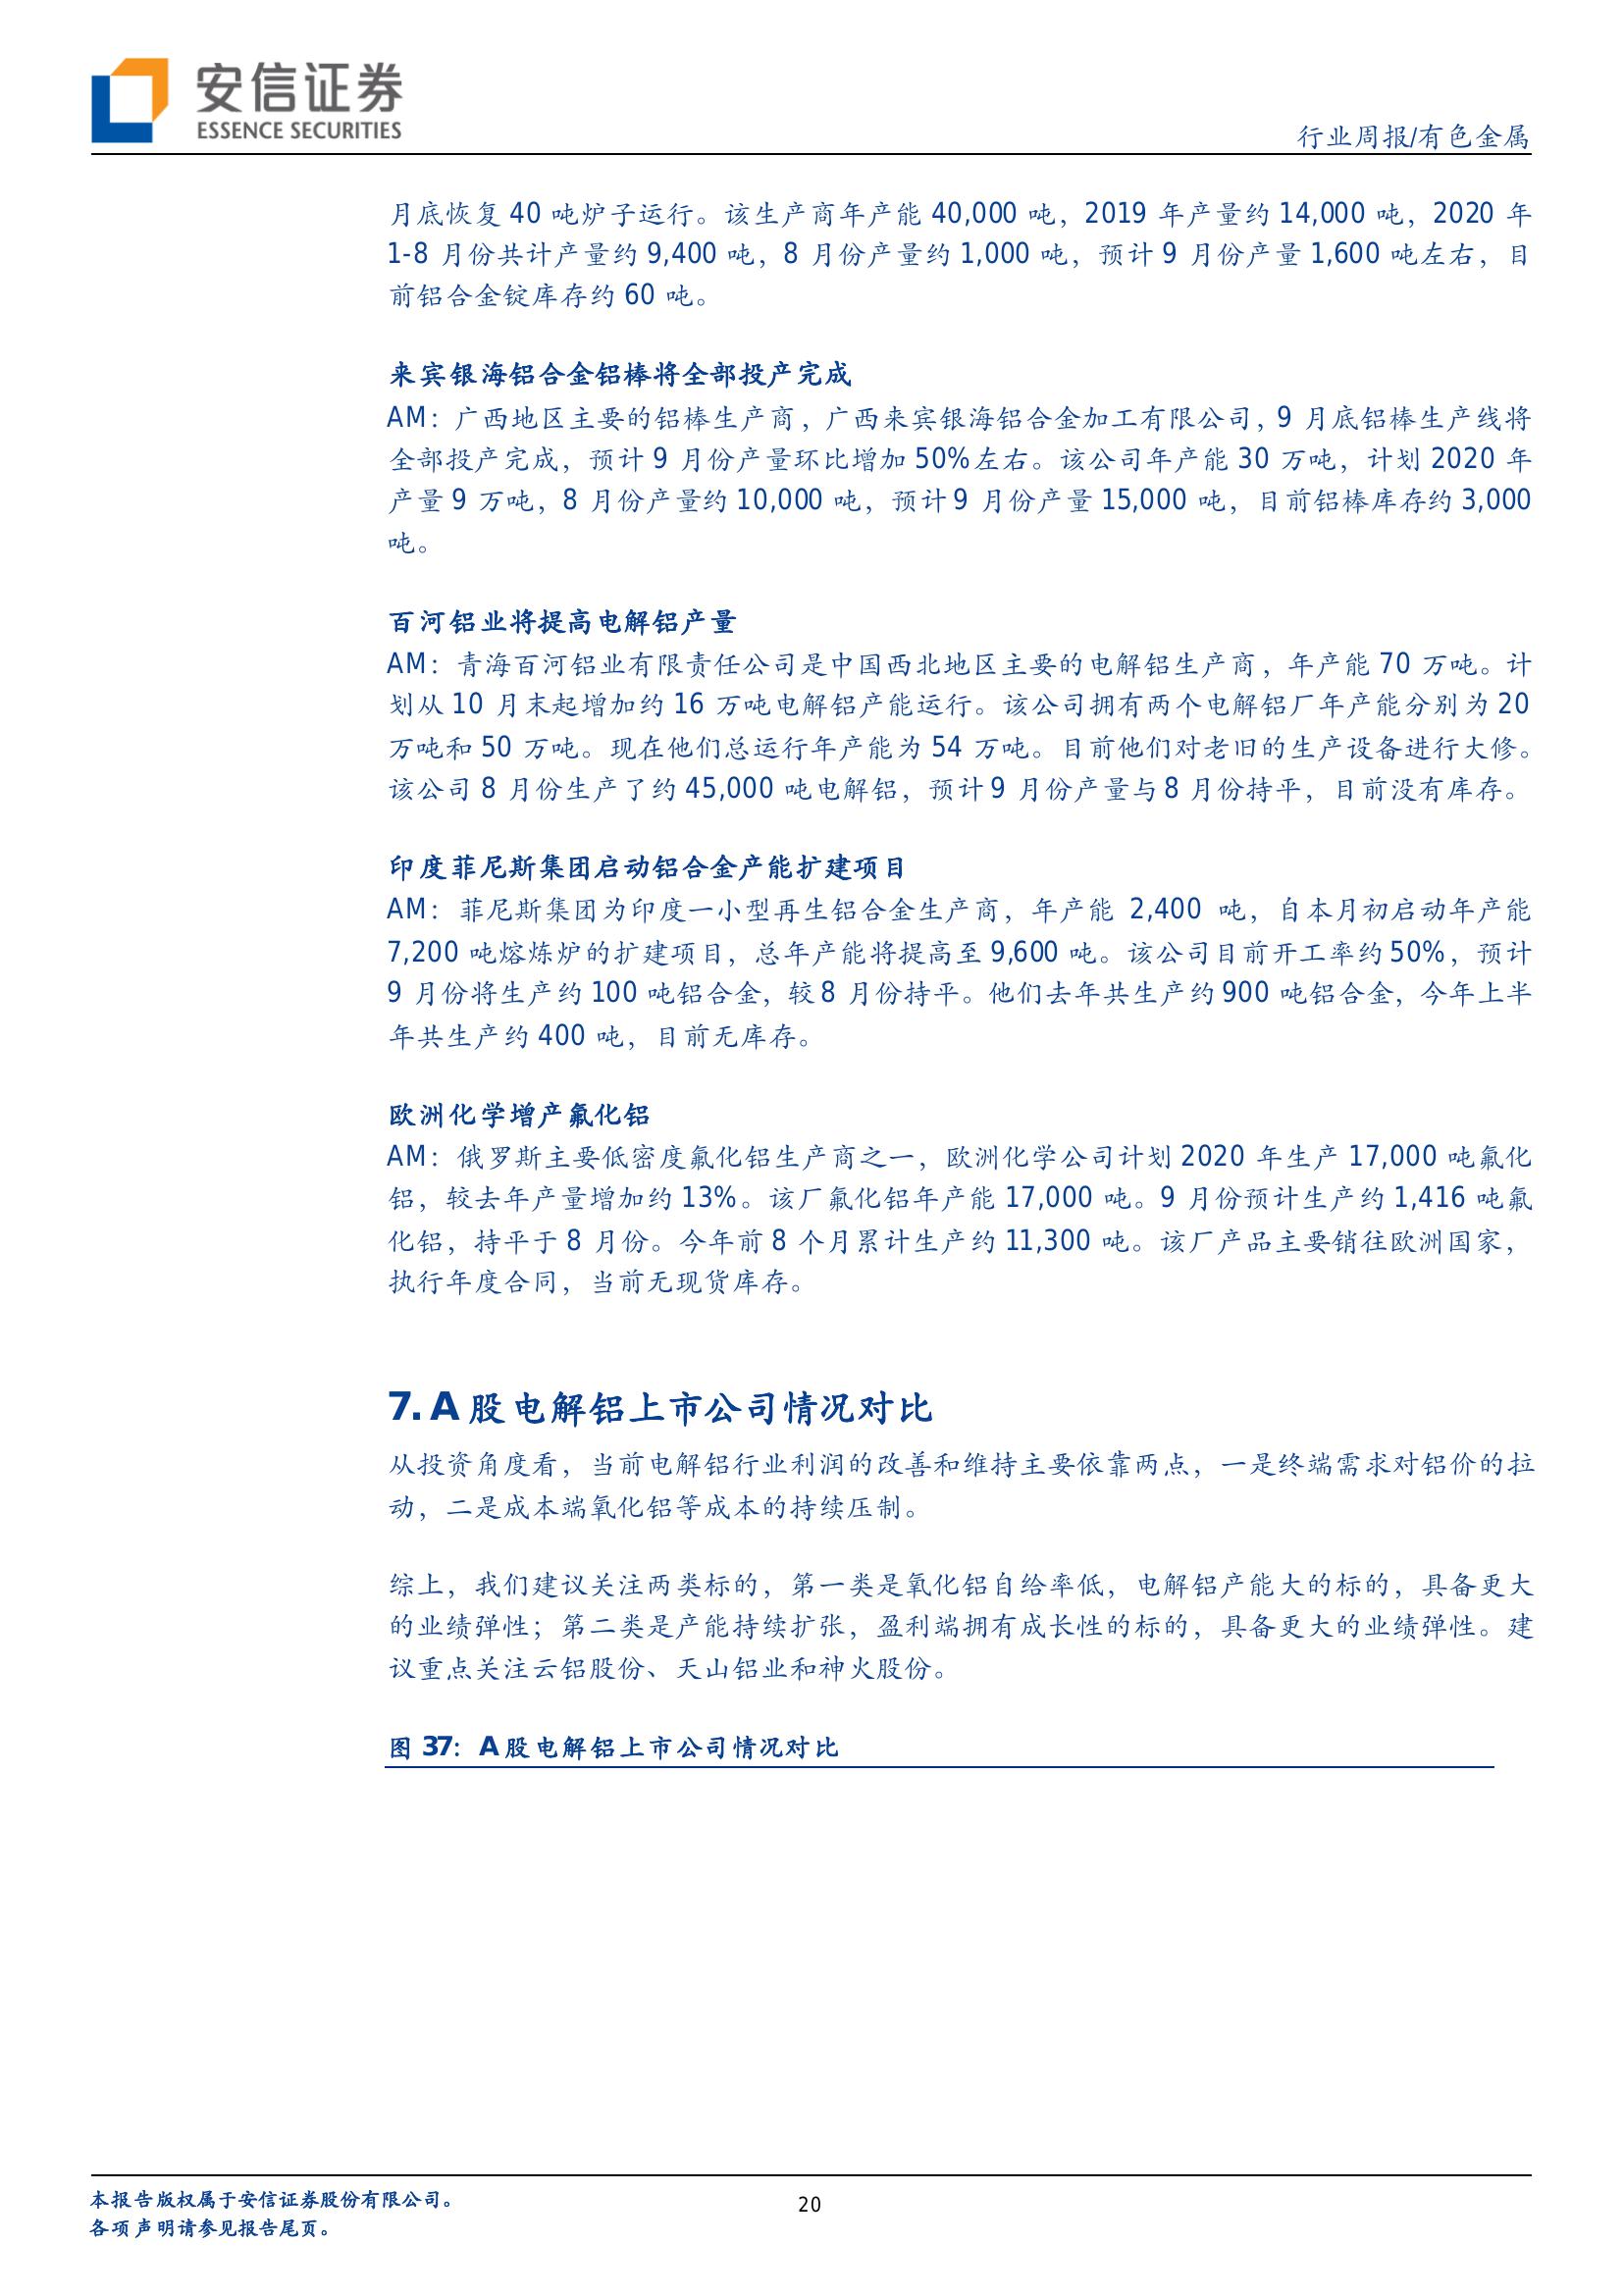 安信证券
ESSENCE SECURITIES
行业周报/有色金属
月底恢复 40 吨炉子运行。该生产商年产能 40,000 吨，2019 年产量约 14,000 吨，2020 年
1-8 月份共计产量约 9,400 吨，8 月份产量约 1,000 吨，预计 9 月份产量 1,600 吨左右，目
前铝合金锭库存约 60 吨。
来宾银海铝合金铝棒将全部投产完成
AM：广西地区主要的铝棒生产商，广西来宾银海铝合金加工有限公司，9 月底铝棒生产线将
全部投产完成，预计 9 月份产量环比增加 50%左右。该公司年产能 30 万吨，计划 2020 年
产量 9 万吨，8 月份产量约 10,000 吨，预计 9 月份产量 15,000 吨，目前铝棒库存约 3,000
吨。
百河铝业将提高电解铝产量
AM：青海百河铝业有限责任公司是中国西北地区主要的电解铝生产商，年产能 70 万吨。计
划从 10 月末起增加约 16 万吨电解铝产能运行。该公司拥有两个电解铝厂年产能分别为 20
万吨和 50 万吨。现在他们总运行年产能为 54 万吨。目前他们对老旧的生产设备进行大修。
该公司 8 月份生产了约 45,000 吨电解铝，预计 9 月份产量与 8 月份持平，目前没有库存。
印度菲尼斯集团启动铝合金产能扩建项目
AM：菲尼斯集团为印度一小型再生铝合金生产商，年产能 2,400 吨，自本月初启动年产能
7,200 吨熔炼炉的扩建项目，总年产能将提高至 9,600 吨。该公司目前开工率约 50%，预计
9 月份将生产约 100 吨铝合金，较 8 月份持平。他们去年共生产约 900 吨铝合金，今年上半
年共生产约 400 吨，目前无库存。
欧洲化学增产氟化铝
AM：俄罗斯主要低密度氟化铝生产商之一，欧洲化学公司计划 2020 年生产 17,000 吨氟化
铝，较去年产量增加约 13%。该厂氟化铝年产能 17,000 吨。9 月份预计生产约 1,416 吨氟
化铝，持平于 8 月份。今年前 8 个月累计生产约 11,300 吨。该厂产品主要销往欧洲国家，
执行年度合同，当前无现货库存。
7. A 股电解铝上市公司情况对比
从投资角度看，当前电解铝行业利润的改善和维持主要依靠两点，一是终端需求对铝价的拉
动，二是成本端氧化铝等成本的持续压制。
综上，我们建议关注两类标的，第一类是氧化铝自给率低，电解铝产能大的标的，具备更大
的业绩弹性；第二类是产能持续扩张，盈利端拥有成长性的标的，具备更大的业绩弹性。建
议重点关注云铝股份、天山铝业和神火股份。
图 37：A 股电解铝上市公司情况对比
本报告版权属于安信证券股份有限公司。
20
各项声明请参见报告尾页。